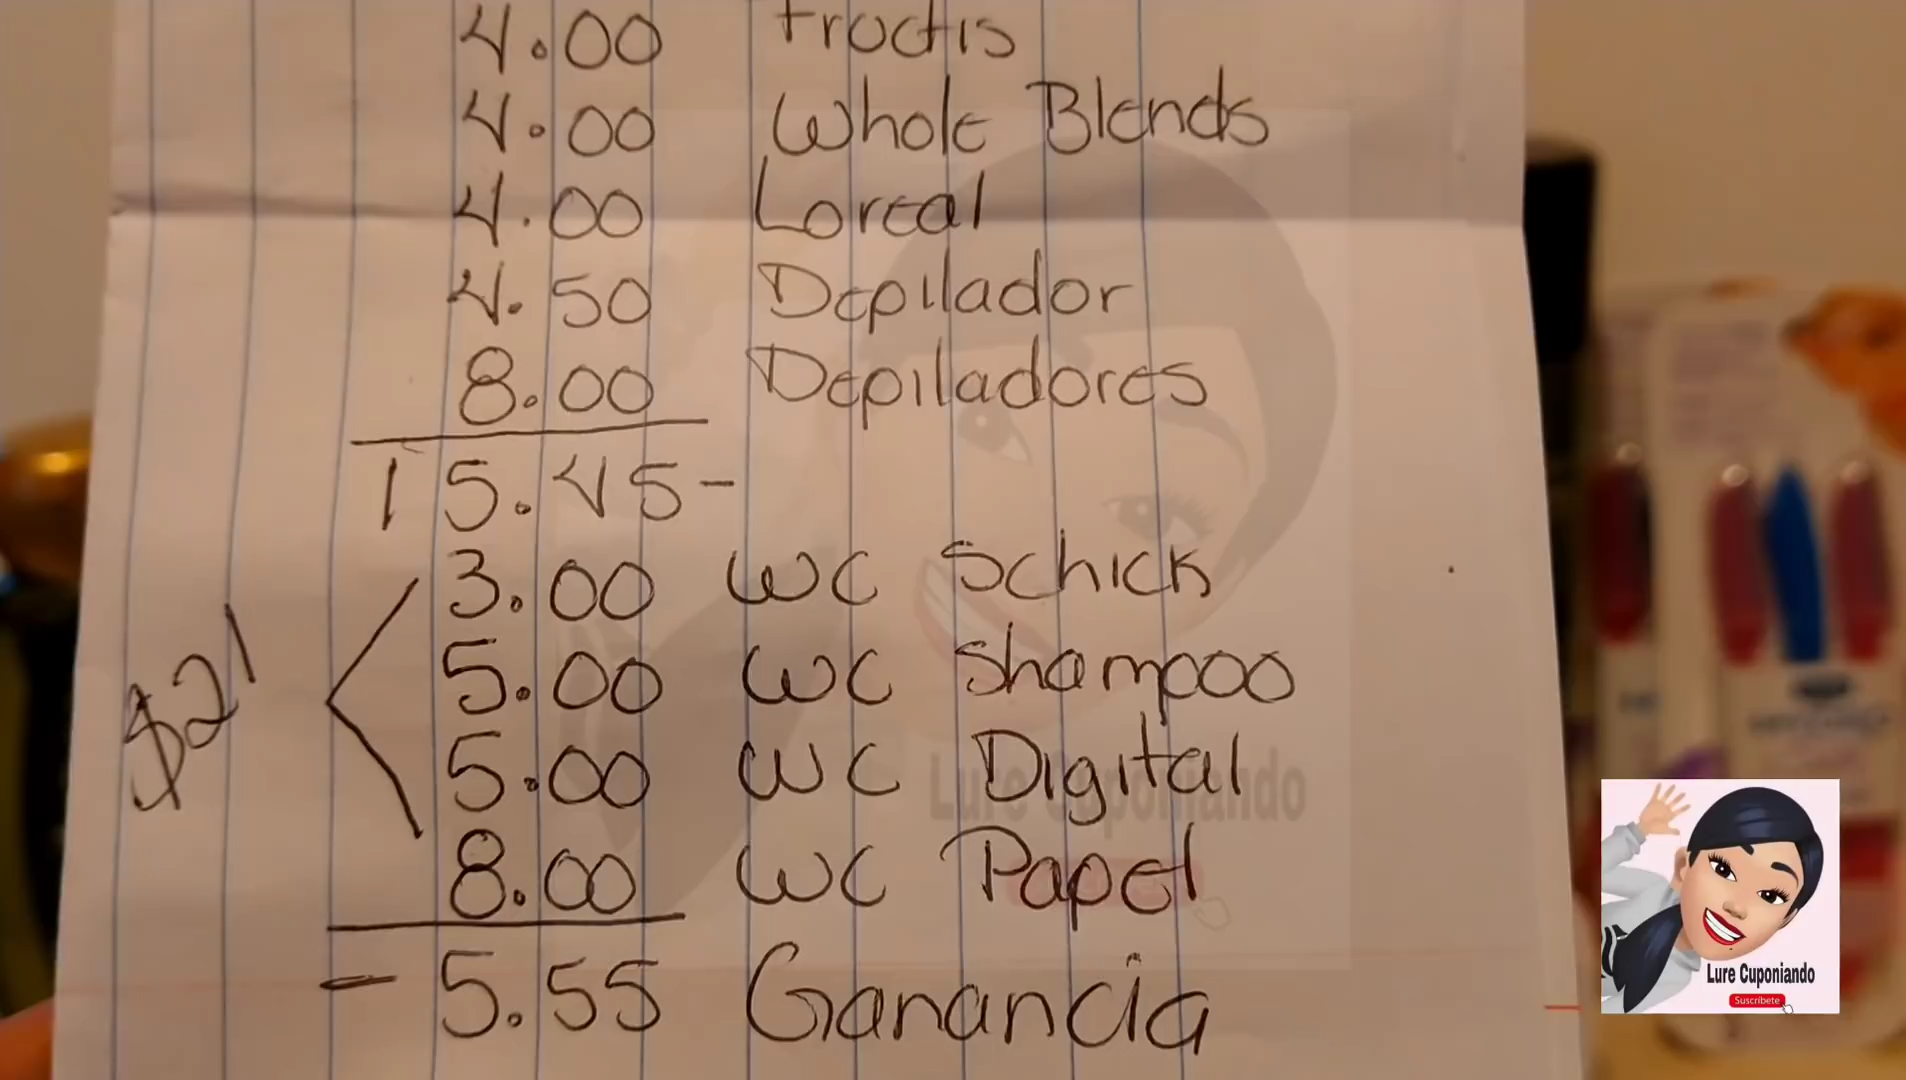 4.00 Fructis
4.00 Whole Blends
4.00 Loreal
4.50 Depilador
8.00 Depiladores
15.45-
3.00 WC Schick
5.00 WC Shampoo
$21
5.00 WC Digital
8.00 WC Papel
-5.55 Ganancia
Lure Cuponiando
Lure Cuponiando
Suscribete